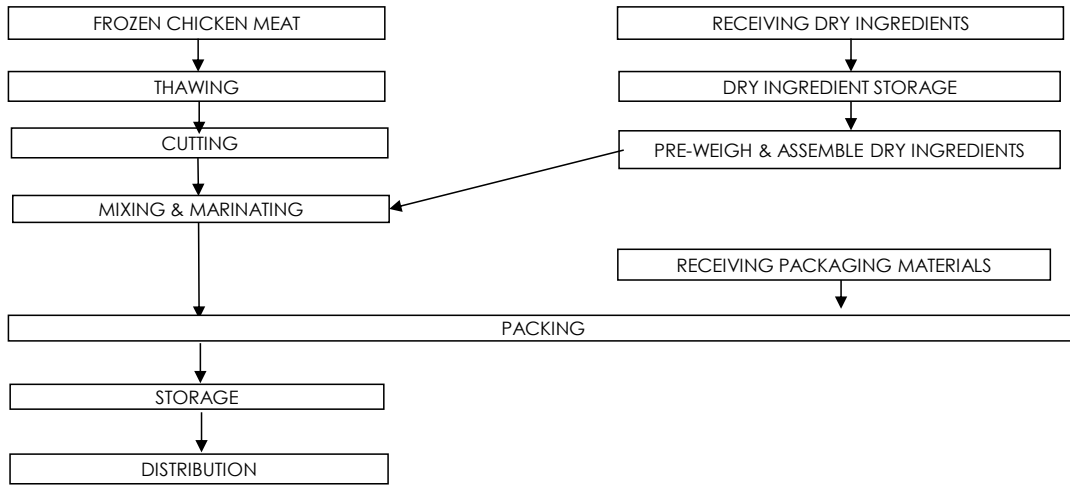 FROZEN CHICKEN MEAT
RECEIVING DRY INGREDIENTS
THAWING
DRY INGREDIENT STORAGE
CUTTING
PRE-WEIGH & ASSEMBLE DRY INGREDIENTS
MIXING & MARINATING
RECEIVING PACKAGING MATERIALS
PACKING
STORAGE
DISTRIBUTION